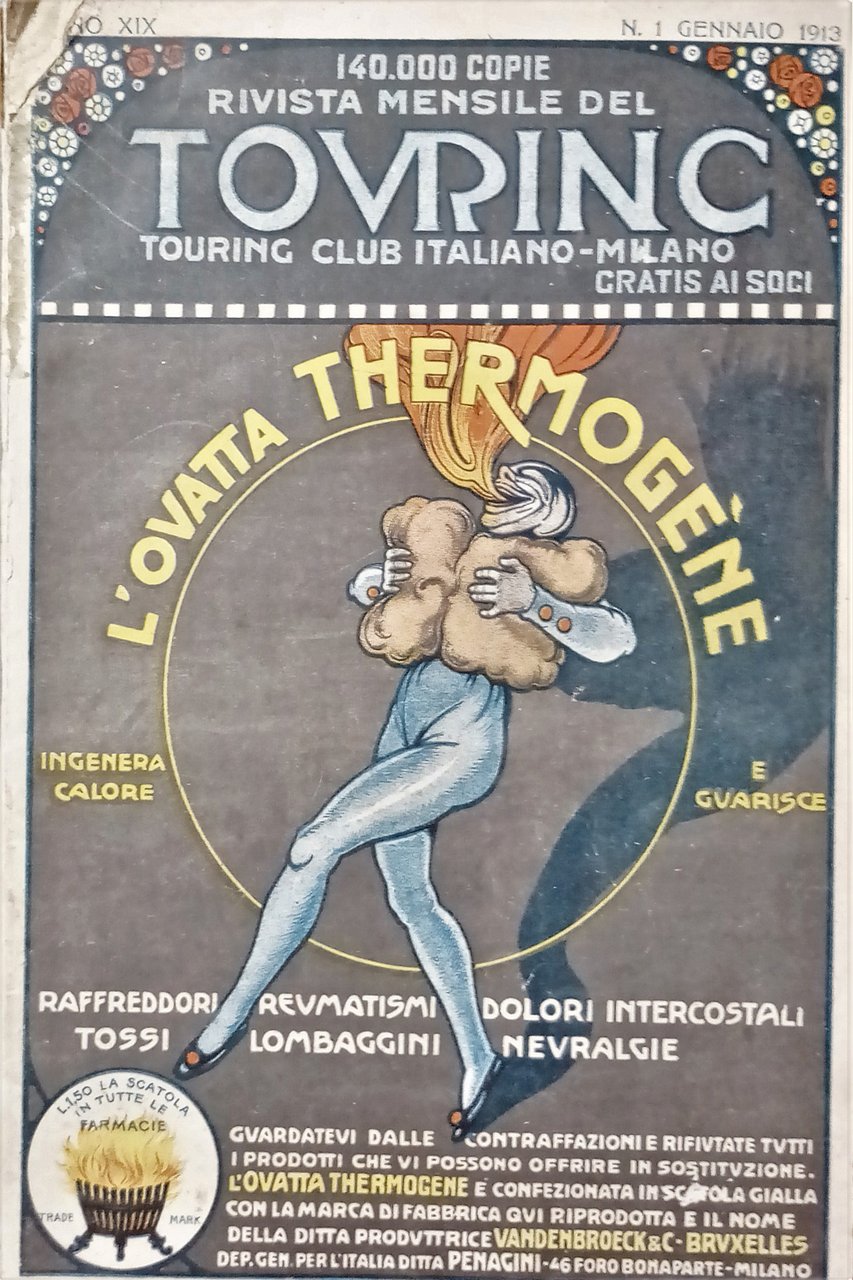 NO XIX
N. 1 GENNAIO 1913
140.000 COPIE
RIVISTA MENSILE DEL
TOVRING
TOURING CLUB ITALIANO-MILANO
GRATIS AI SOCI
L'OVATTA THERMOGÈNE
INGENERA
CALORE
E
GVARISCE
RAFFREDDORI REVMATISMI DOLORI INTERCOSTALI
TOSSI LOMBAGGINI NEVRALGIE
L.1,50 LA SCATOLA
IN TUTTE LE
FARMACIE
TRADE MARK
GVARDATEVI DALLE CONTRAFFAZIONI E RIFIVTATE TVTTI
I PRODOTTI CHE VI POSSONO OFFRIRE IN SOSTITVZIONE.
L'OVATTA THERMOGENE E CONFEZIONATA IN SCATOLA GIALLA
CON LA MARCA DI FABBRICA QVI RIPRODOTTA E IL NOME
DELLA DITTA PRODVTTRICE VANDENBROECK&C-BRVXELLES
DEP. GEN. PER L'ITALIA DITTA PENAGINI-46 FORO BONAPARTE-MILANO